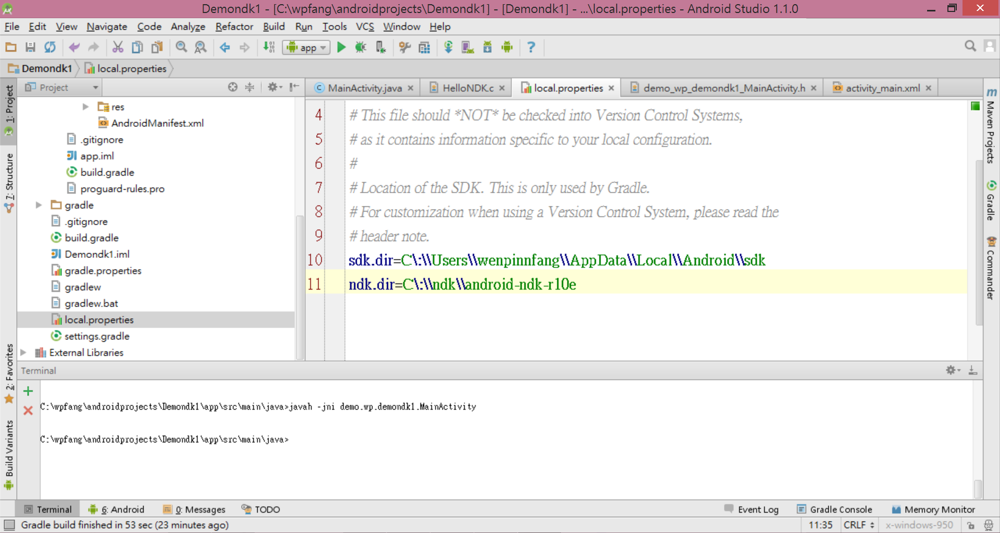 Demondk1 - [C:\wpfang\androidprojects\Demondk1] - [Demondk1] - ...\local.properties - Android Studio 1.1.0
File Edit View Navigate Code Analyze Refactor Build Run Tools VCS Window Help
app
Demondk1 local.properties
Project
MainActivity.java HelloNDK.c local.properties demo_wp_demondk1_MainActivity.h activity_main.xml
1: Project
7: Structure
2: Favorites
Build Variants
res
AndroidManifest.xml
.gitignore
app.iml
build.gradle
proguard-rules.pro
gradle
.gitignore
build.gradle
Demondk1.iml
gradle.properties
gradlew
gradlew.bat
local.properties
settings.gradle
External Libraries
4 # This file should *NOT* be checked into Version Control Systems,
5 # as it contains information specific to your local configuration.
6 #
7 # Location of the SDK. This is only used by Gradle.
8 # For customization when using a Version Control System, please read the
9 # header note.
10 sdk.dir=C\:\\Users\\wenpinnfang\\AppData\\Local\\Android\\sdk
11 ndk.dir=C\:\\ndk\\android-ndk-r10e
m Maven Projects
Gradle
Commander
Terminal
C:\wpfang\androidprojects\Demondk1\app\src\main\java>javah -jni demo.wp.demondk1.MainActivity
C:\wpfang\androidprojects\Demondk1\app\src\main\java>
Terminal 6: Android 0: Messages TODO Event Log Gradle Console Memory Monitor
Gradle build finished in 53 sec (23 minutes ago) 11:35 CRLF x-windows-950